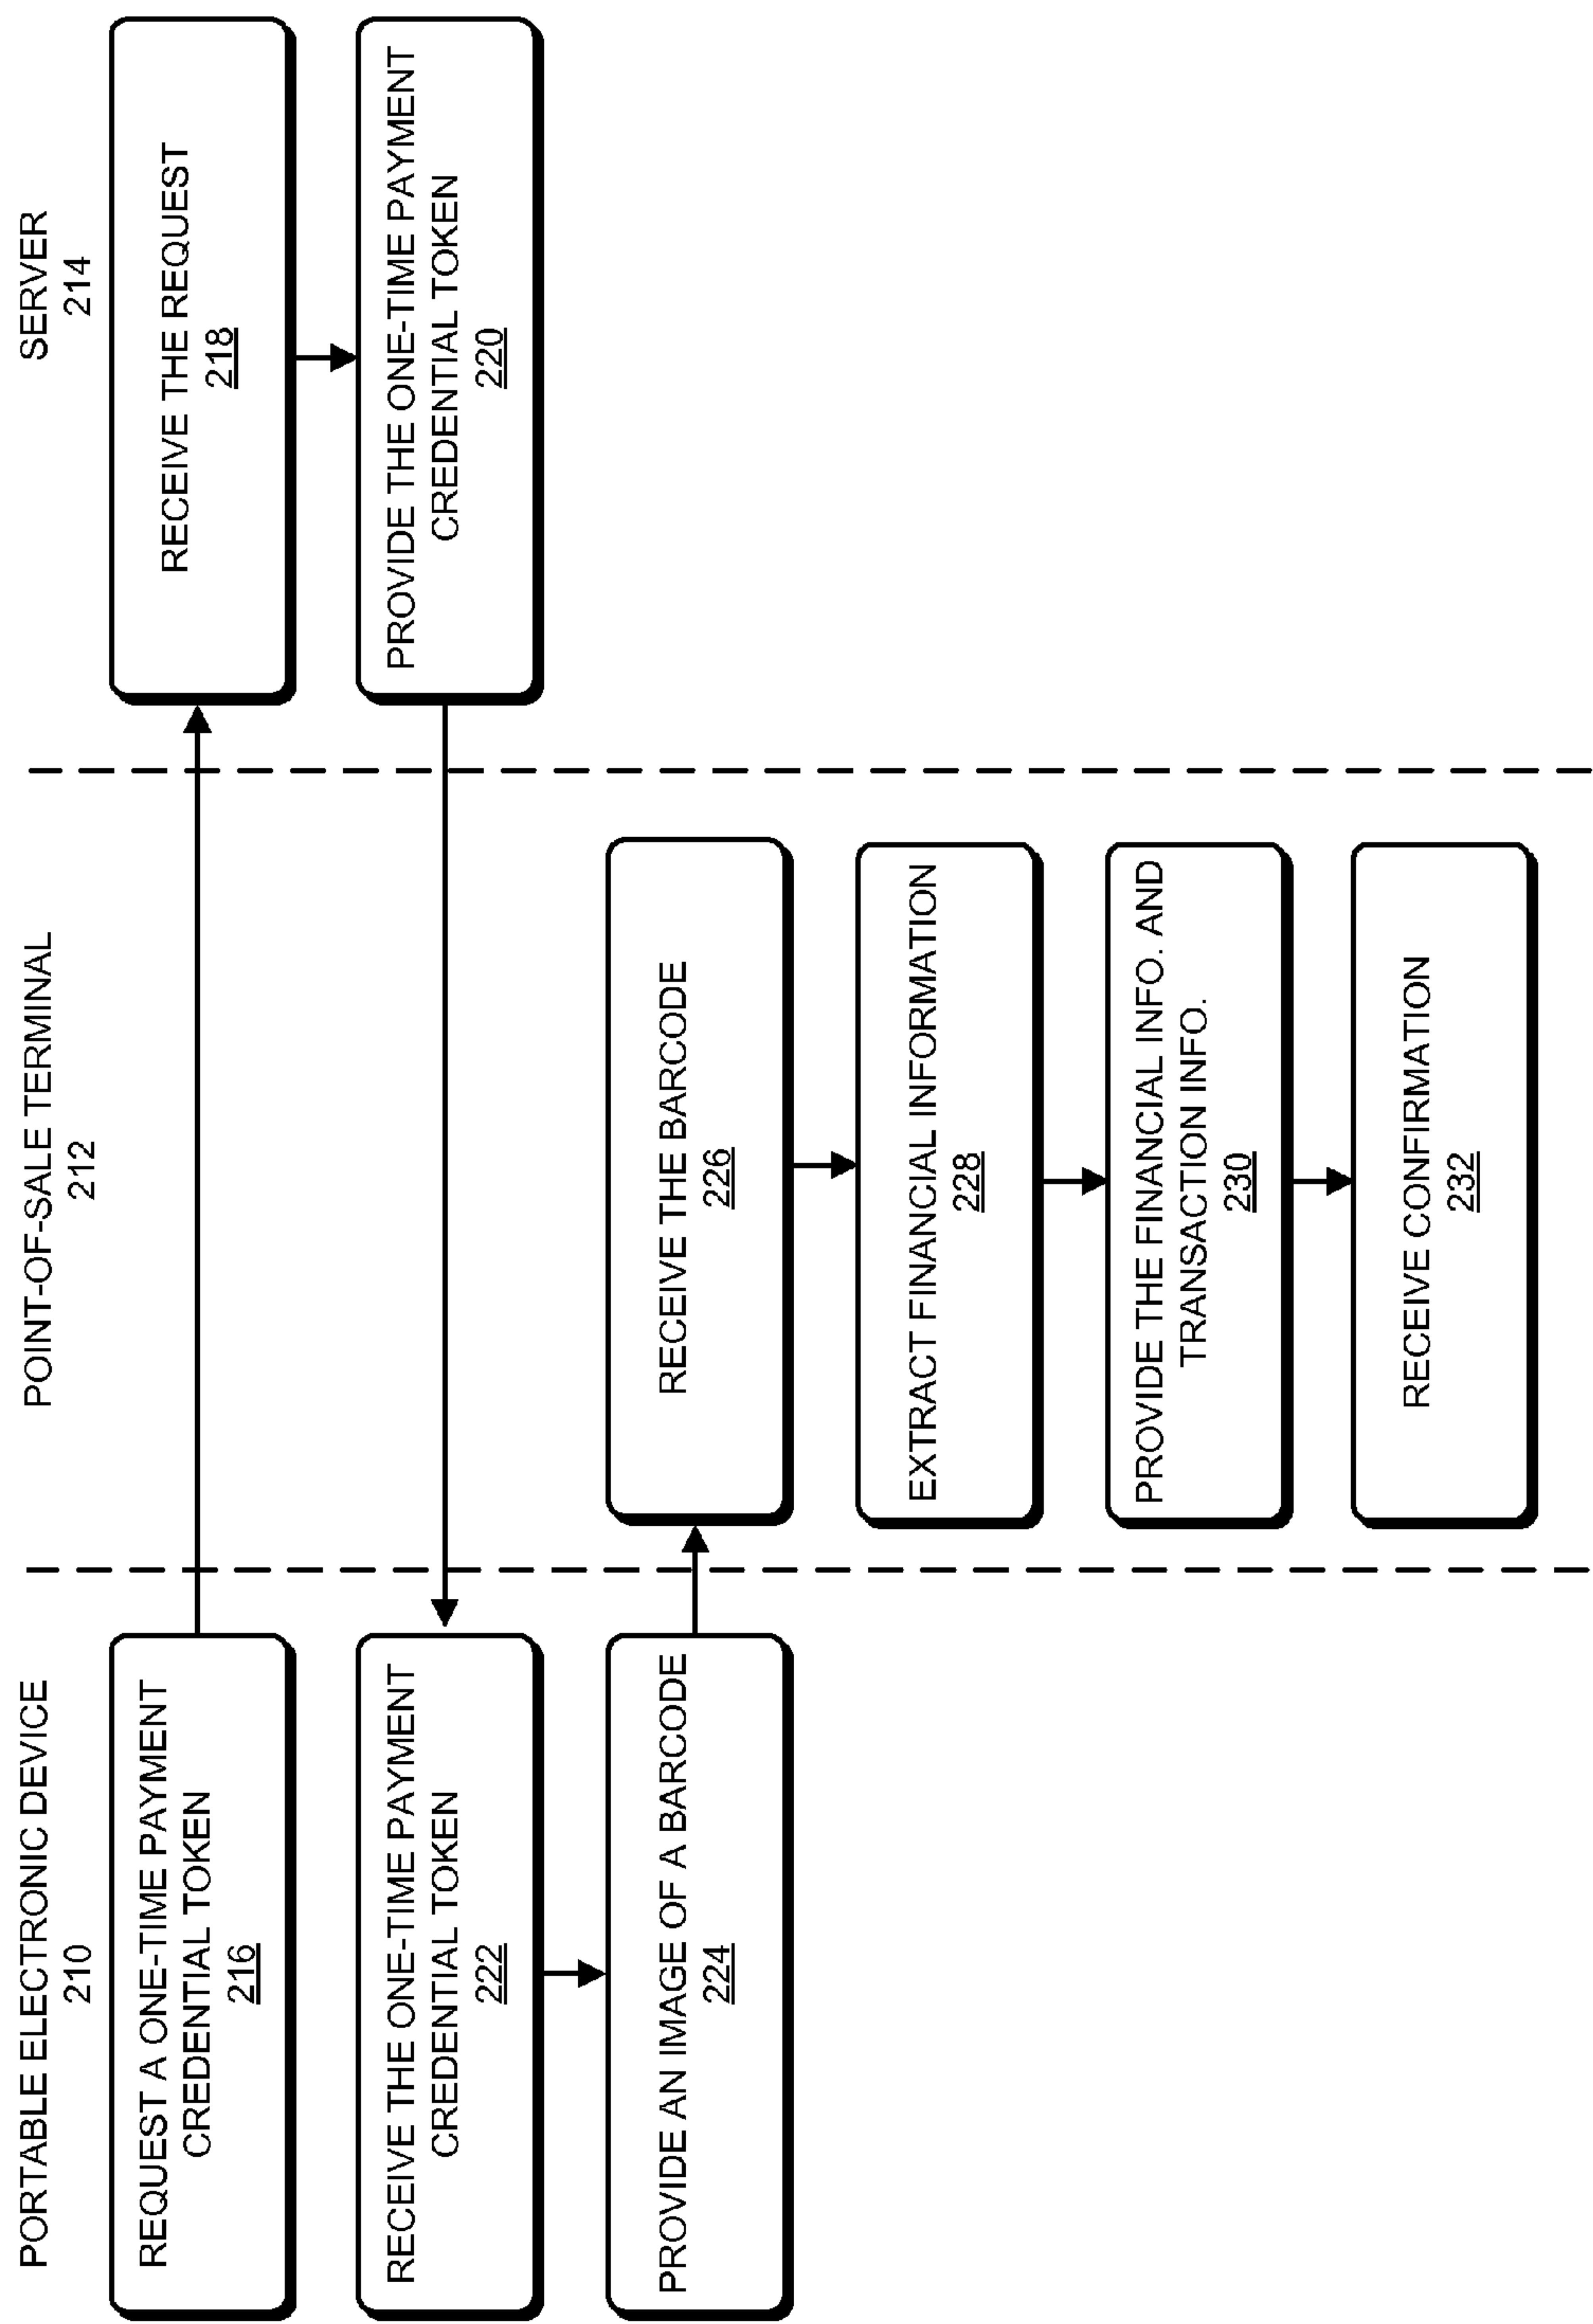 PORTABLE ELECTRONIC DEVICE
210
POINT-OF-SALE TERMINAL
212
SERVER
214
REQUEST A ONE-TIME PAYMENT
CREDENTIAL TOKEN
216
RECEIVE THE REQUEST
218
RECEIVE THE ONE-TIME PAYMENT
CREDENTIAL TOKEN
222
PROVIDE THE ONE-TIME PAYMENT
CREDENTIAL TOKEN
220
PROVIDE AN IMAGE OF A BARCODE
224
RECEIVE THE BARCODE
226
EXTRACT FINANCIAL INFORMATION
228
PROVIDE THE FINANCIAL INFO. AND
TRANSACTION INFO.
230
RECEIVE CONFIRMATION
232